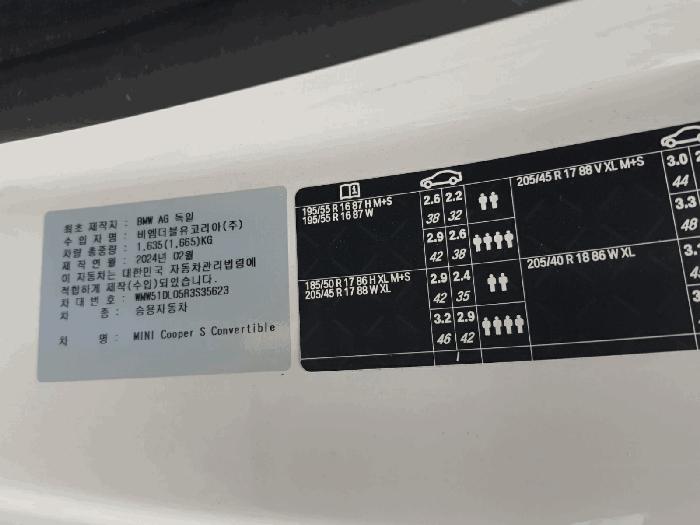 최초 제작자 : BMW AG 독일
수 입 자 명 : 비엠더블유코리아(주)
차량 총중량 : 1,635(1,665)KG
제 작 연 월 : 2024년 02월
이 자동차는 대한민국 자동차관리법령에
적합하게 제작(수입)되었습니다.
차 대 번 호 : WMW51DL05R3S35623
차 종 : 승용자동차
차 명 : MINI Cooper S Convertible
1
195/55 R 16 87 H M+S
195/55 R 16 87 W
2.6 2.2
38 32
2.9 2.6
42 38
185/50 R 17 86 H XL M+S
205/45 R 17 88 W XL
2.9 2.4
42 35
3.2 2.9
46 42
205/45 R 17 88 V XL M+S
3.0
44
3.3
48
205/40 R 18 86 W XL